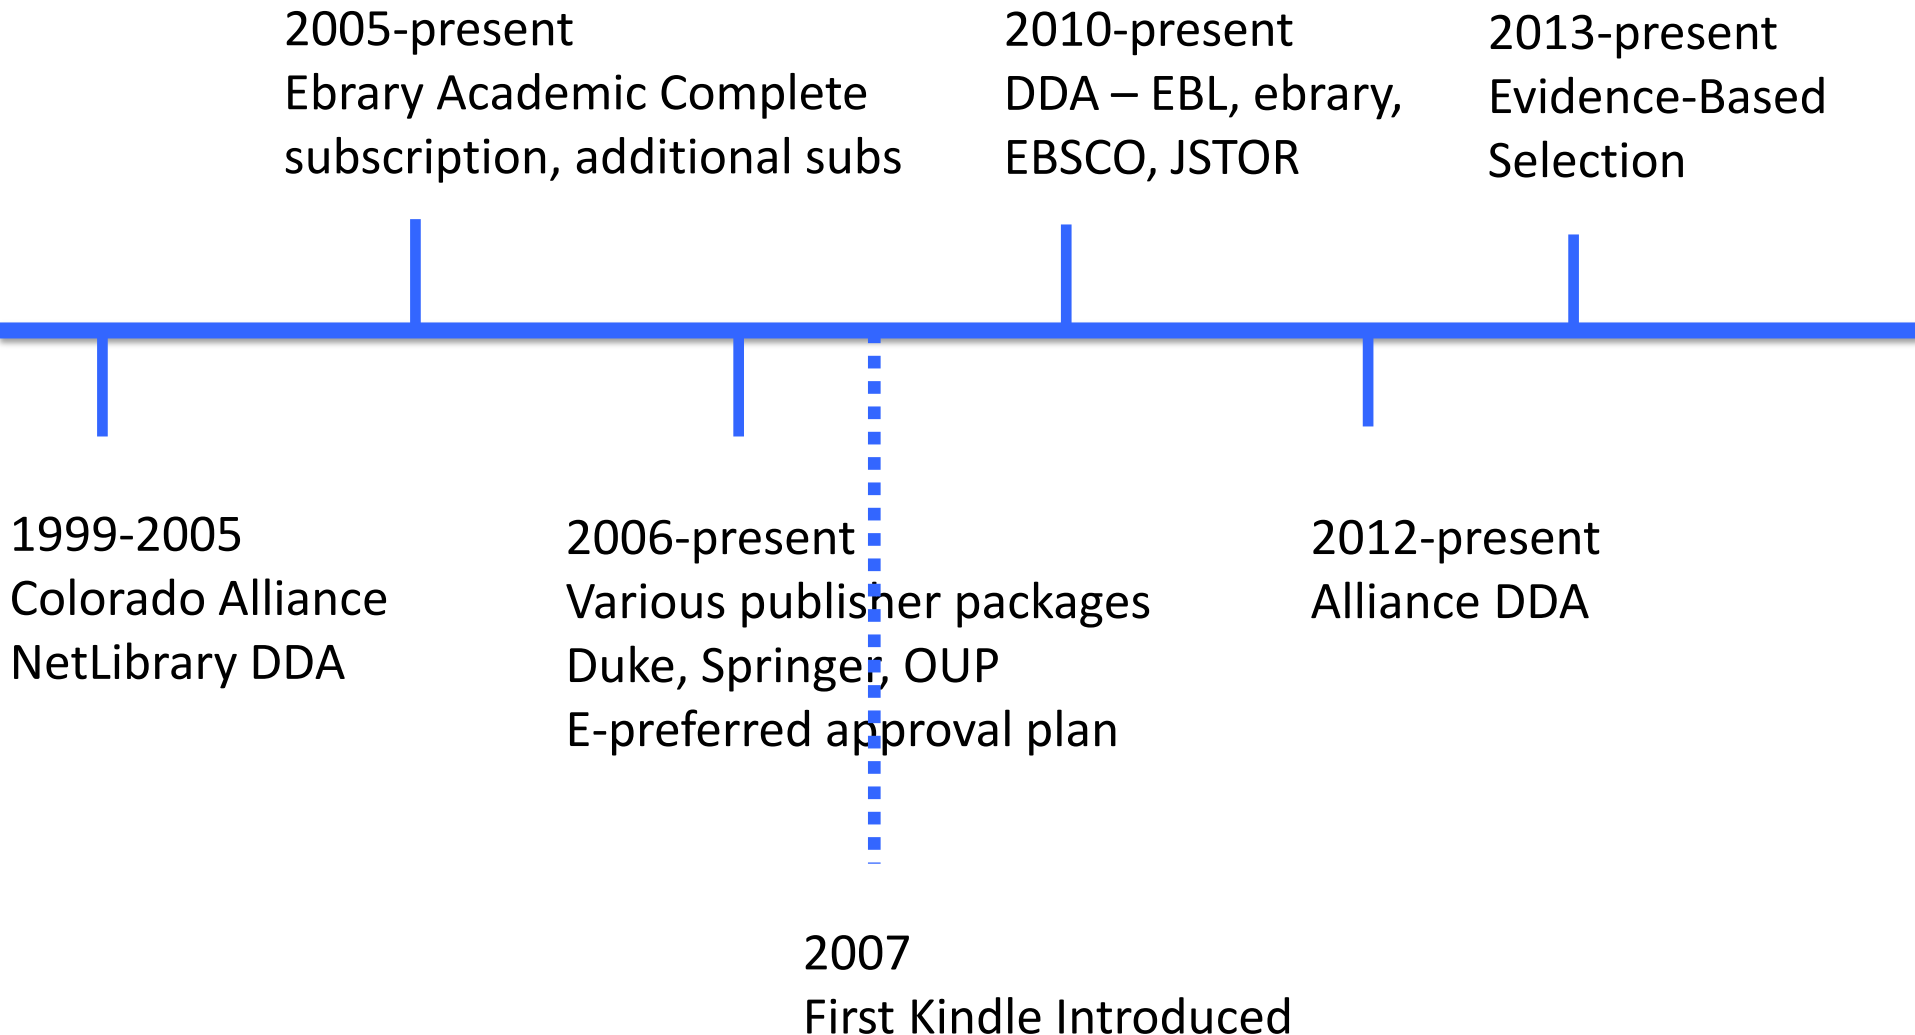 2005-present
Ebrary Academic Complete
subscription, additional subs
2010-present
DDA – EBL, ebrary,
EBSCO, JSTOR
2013-present
Evidence-Based
Selection
1999-2005
Colorado Alliance
NetLibrary DDA
2006-present
Various publisher packages
Duke, Springer, OUP
E-preferred approval plan
2012-present
Alliance DDA
2007
First Kindle Introduced